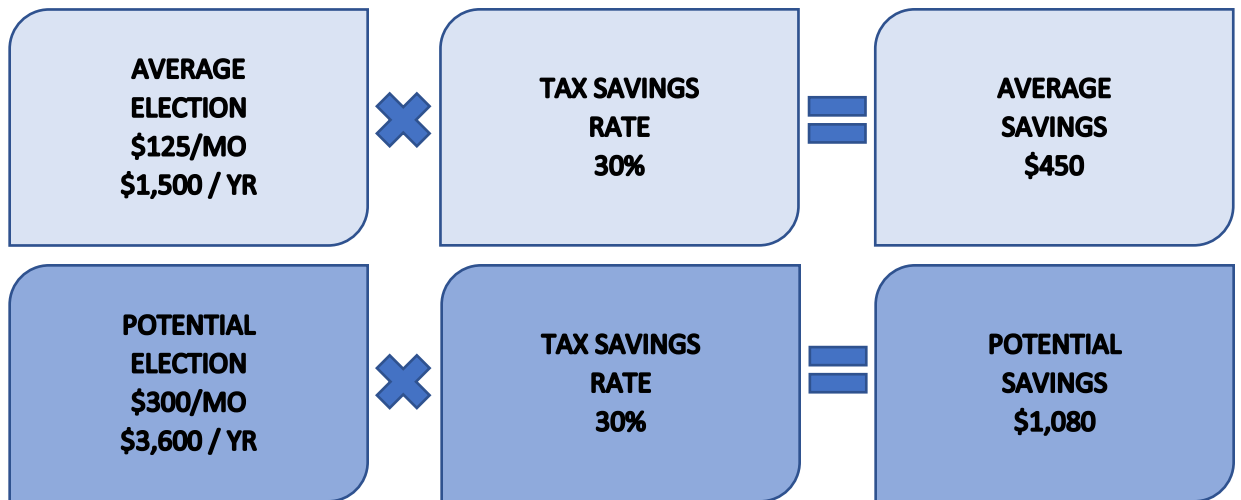 AVERAGE
ELECTION
$125/MO
$1,500 / YR
TAX SAVINGS
RATE
30%
AVERAGE
SAVINGS
$450
POTENTIAL
ELECTION
$300/MO
$3,600 / YR
TAX SAVINGS
RATE
30%
POTENTIAL
SAVINGS
$1,080